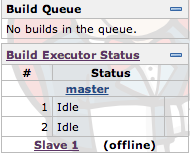 Build Queue
No builds in the queue.
Build Executor Status
# Status
master
1 Idle
2 Idle
Slave 1 (offline)